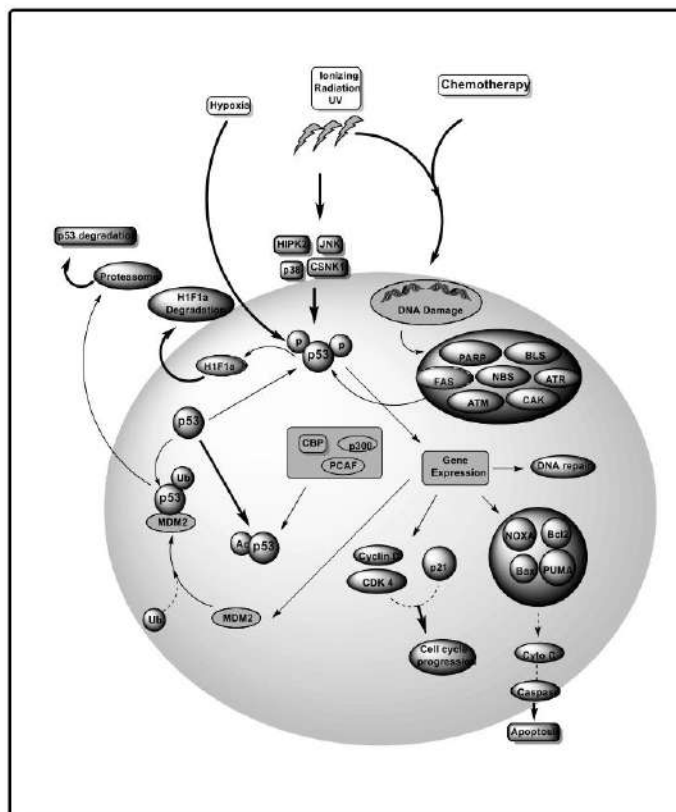 Ionizing
Radiation
UV
Chemotherapy
Hypoxia
HIPK2
JNK
p38
CSNK1
p53 degradation
Proteasome
H1F1a
Degradation
DNA Damage
P
p53
P
H1F1a
PARP
BLS
FAS
NBS
ATR
ATM
CAK
p53
CBP
p300
PCAF
Gene
Expression
DNA repair
Ub
p53
MDM2
Ac
p53
NOXA
Bcl2
Bax
PUMA
Cyclin D
CDK 4
p21
Ub
MDM2
Cell cycle
progression
Cyto C
Caspase
Apoptosis